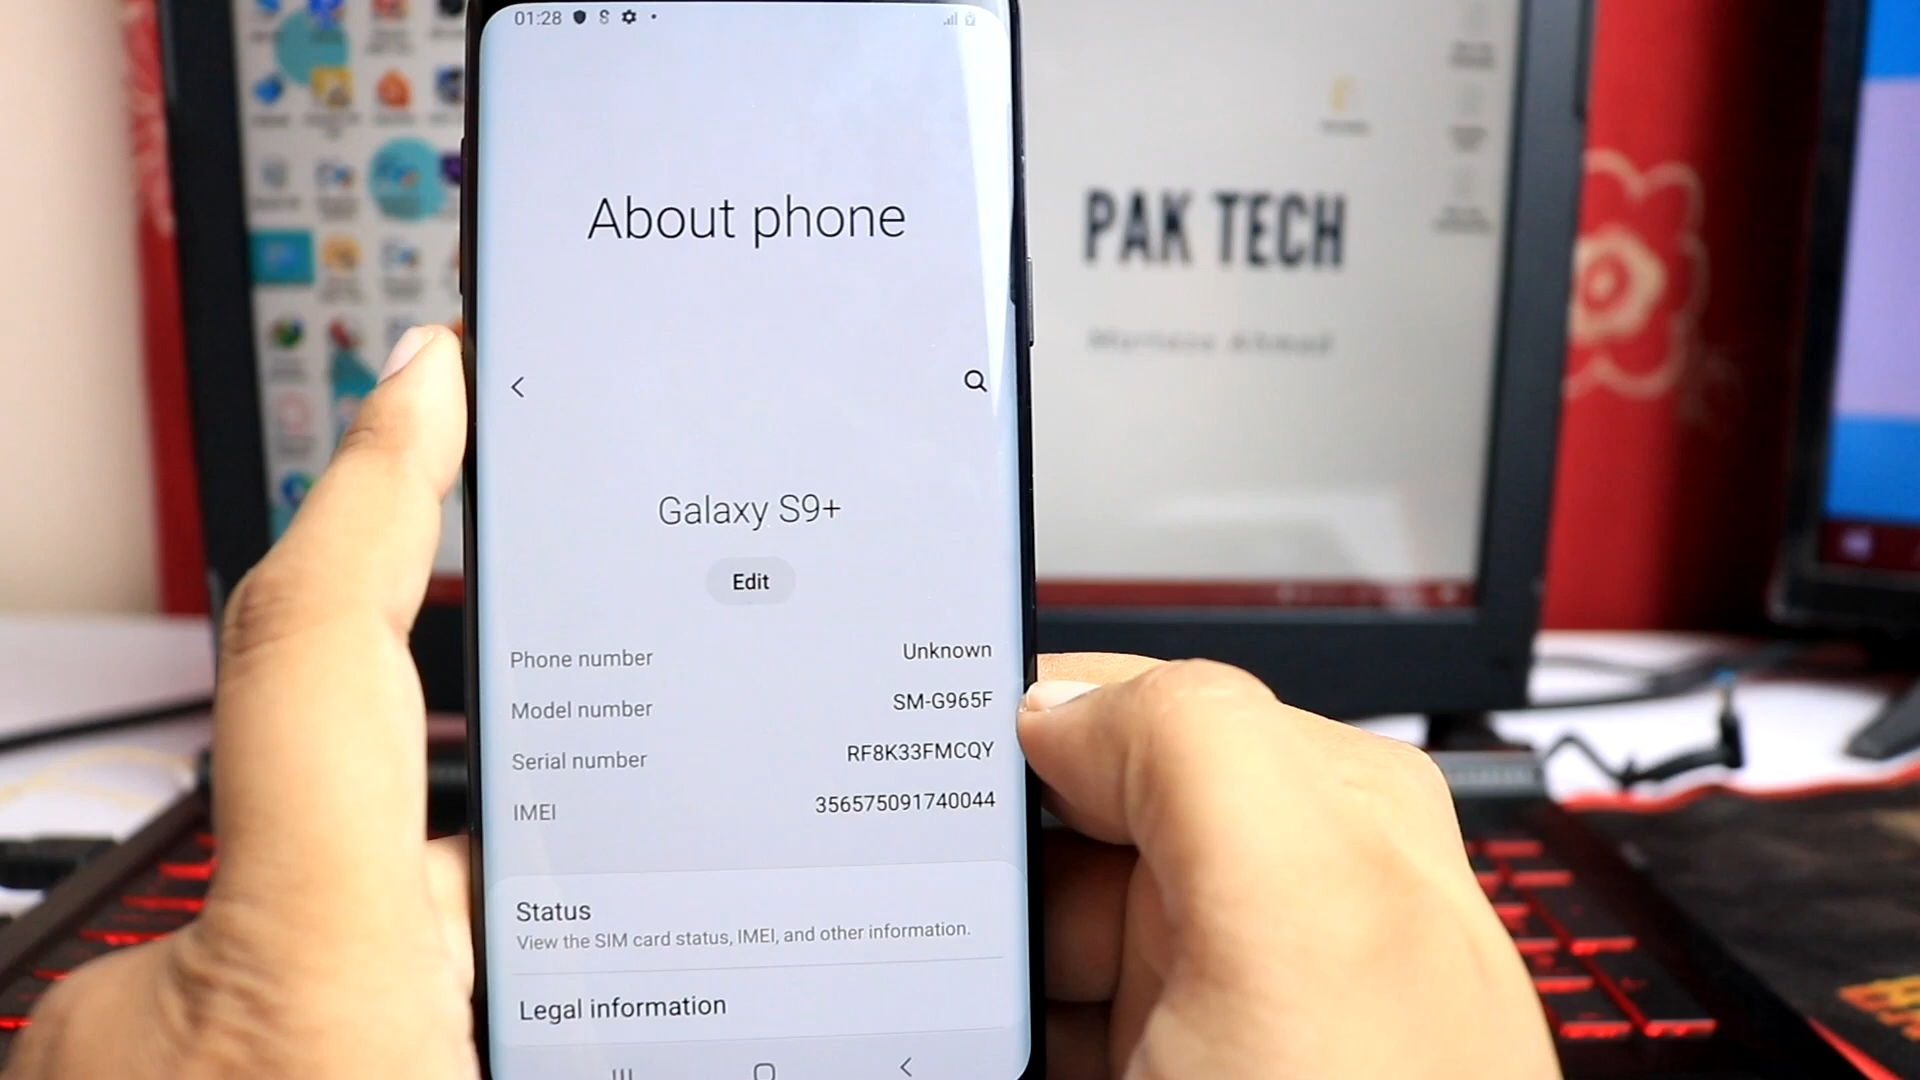 01:28
About phone
PAK TECH
Galaxy S9+
Edit
Phone number Unknown
Model number SM-G965F
Serial number RF8K33FMCQY
IMEI 356575091740044
Status
View the SIM card status, IMEI, and other information.
Legal information